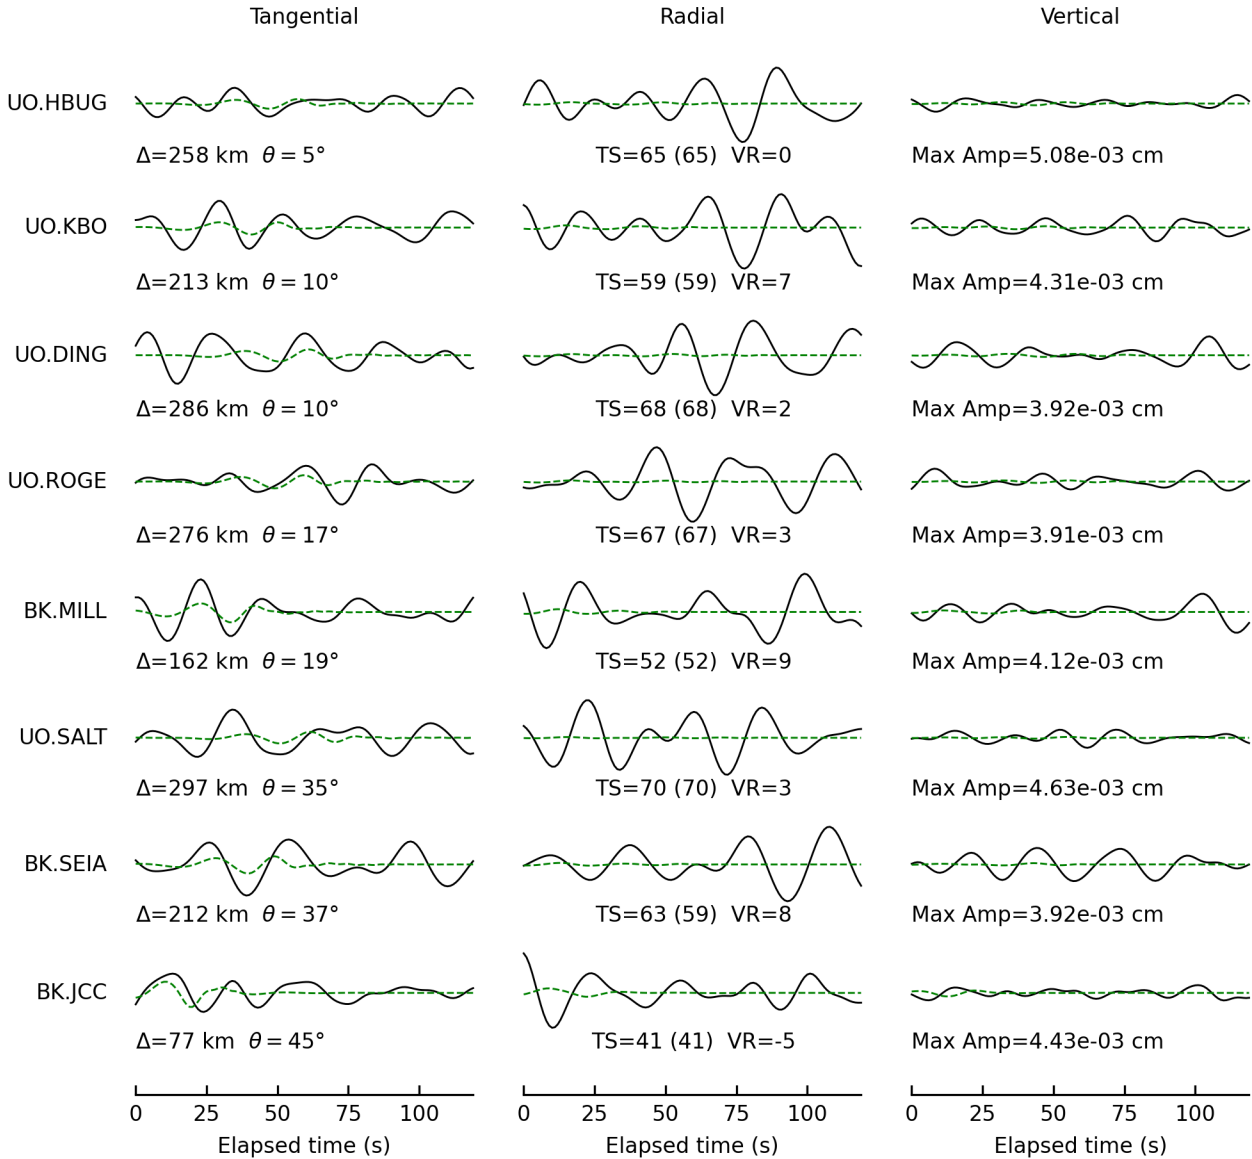 Tangential Radial Vertical
UO.HBUG
Δ=258 km θ = 5° TS=65 (65) VR=0 Max Amp=5.08e-03 cm
UO.KBO
Δ=213 km θ = 10° TS=59 (59) VR=7 Max Amp=4.31e-03 cm
UO.DING
Δ=286 km θ = 10° TS=68 (68) VR=2 Max Amp=3.92e-03 cm
UO.ROGE
Δ=276 km θ = 17° TS=67 (67) VR=3 Max Amp=3.91e-03 cm
BK.MILL
Δ=162 km θ = 19° TS=52 (52) VR=9 Max Amp=4.12e-03 cm
UO.SALT
Δ=297 km θ = 35° TS=70 (70) VR=3 Max Amp=4.63e-03 cm
BK.SEIA
Δ=212 km θ = 37° TS=63 (59) VR=8 Max Amp=3.92e-03 cm
BK.JCC
Δ=77 km θ = 45° TS=41 (41) VR=-5 Max Amp=4.43e-03 cm
0 25 50 75 100 0 25 50 75 100 0 25 50 75 100
Elapsed time (s) Elapsed time (s) Elapsed time (s)